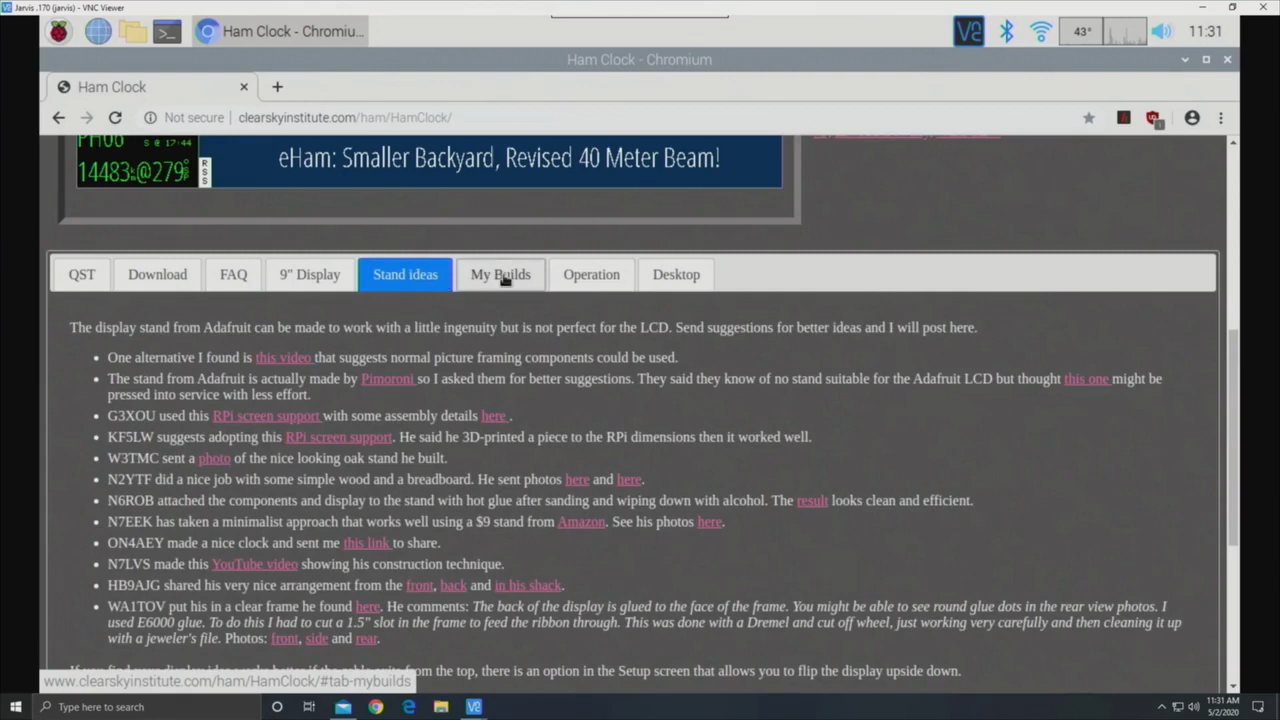 Jarvis .170 (jarvis) - VNC Viewer
Ham Clock - Chromiu...
43°
11:31
Ham Clock - Chromium
Ham Clock
Not secure
clearskyinstitute.com/ham/HamClock/
PH06
S @ 17:44
14483
@279
RSS
eHam: Smaller Backyard, Revised 40 Meter Beam!
QST
Download
FAQ
9" Display
Stand ideas
My Builds
Operation
Desktop
The display stand from Adafruit can be made to work with a little ingenuity but is not perfect for the LCD. Send suggestions for better ideas and I will post here.
• One alternative I found is this video that suggests normal picture framing components could be used.
• The stand from Adafruit is actually made by Pimoroni so I asked them for better suggestions. They said they know of no stand suitable for the Adafruit LCD but thought this one might be
pressed into service with less effort.
• G3XOU used this RPi screen support with some assembly details here .
• KF5LW suggests adopting this RPi screen support. He said he 3D-printed a piece to the RPi dimensions then it worked well.
• W3TMC sent a photo of the nice looking oak stand he built.
• N2YTF did a nice job with some simple wood and a breadboard. He sent photos here and here.
• N6ROB attached the components and display to the stand with hot glue after sanding and wiping down with alcohol. The result looks clean and efficient.
• N7EEK has taken a minimalist approach that works well using a $9 stand from Amazon. See his photos here.
• ON4AEY made a nice clock and sent me this link to share.
• N7LVS made this YouTube video showing his construction technique.
• HB9AJG shared his very nice arrangement from the front, back and in his shack.
• WA1TOV put his in a clear frame he found here. He comments: The back of the display is glued to the face of the frame. You might be able to see round glue dots in the rear view photos. I
used E6000 glue. To do this I had to cut a 1.5" slot in the frame to feed the ribbon through. This was done with a Dremel and cut off wheel, just working very carefully and then cleaning it up
with a jeweler's file. Photos: front, side and rear.
from the top, there is an option in the Setup screen that allows you to flip the display upside down.
www.clearskyinstitute.com/ham/HamClock/#tab-mybuilds
Type here to search
11:31 AM
5/2/2020